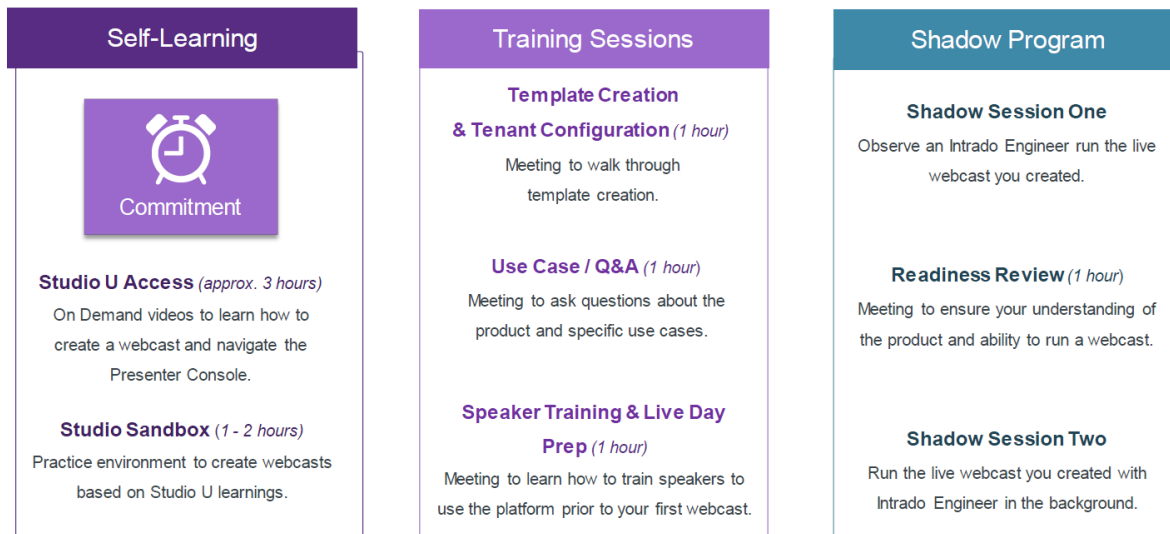 Self-Learning
Commitment
Studio U Access (approx. 3 hours)
On Demand videos to learn how to
create a webcast and navigate the
Presenter Console.
Studio Sandbox (1 - 2 hours)
Practice environment to create webcasts
based on Studio U learnings.
Training Sessions
Template Creation
& Tenant Configuration (1 hour)
Meeting to walk through
template creation.
Use Case / Q&A (1 hour)
Meeting to ask questions about the
product and specific use cases.
Speaker Training & Live Day
Prep (1 hour)
Meeting to learn how to train speakers to
use the platform prior to your first webcast.
Shadow Program
Shadow Session One
Observe an Intrado Engineer run the live
webcast you created.
Readiness Review (1 hour)
Meeting to ensure your understanding of
the product and ability to run a webcast.
Shadow Session Two
Run the live webcast you created with
Intrado Engineer in the background.